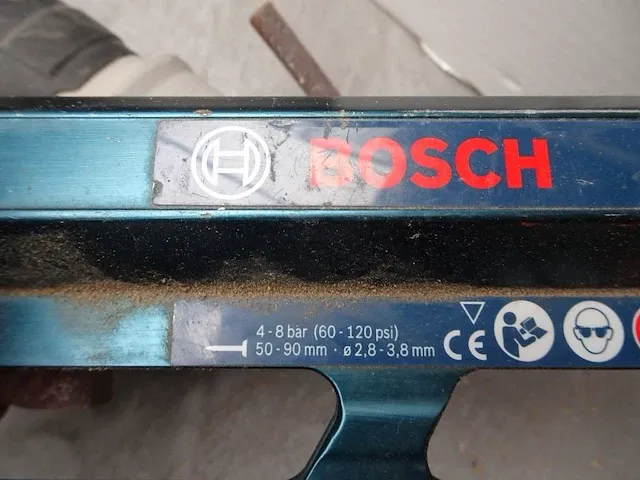 BOSCH
4 - 8 bar (60 - 120 psi)
50 - 90 mm · ø 2,8 - 3,8 mm CE